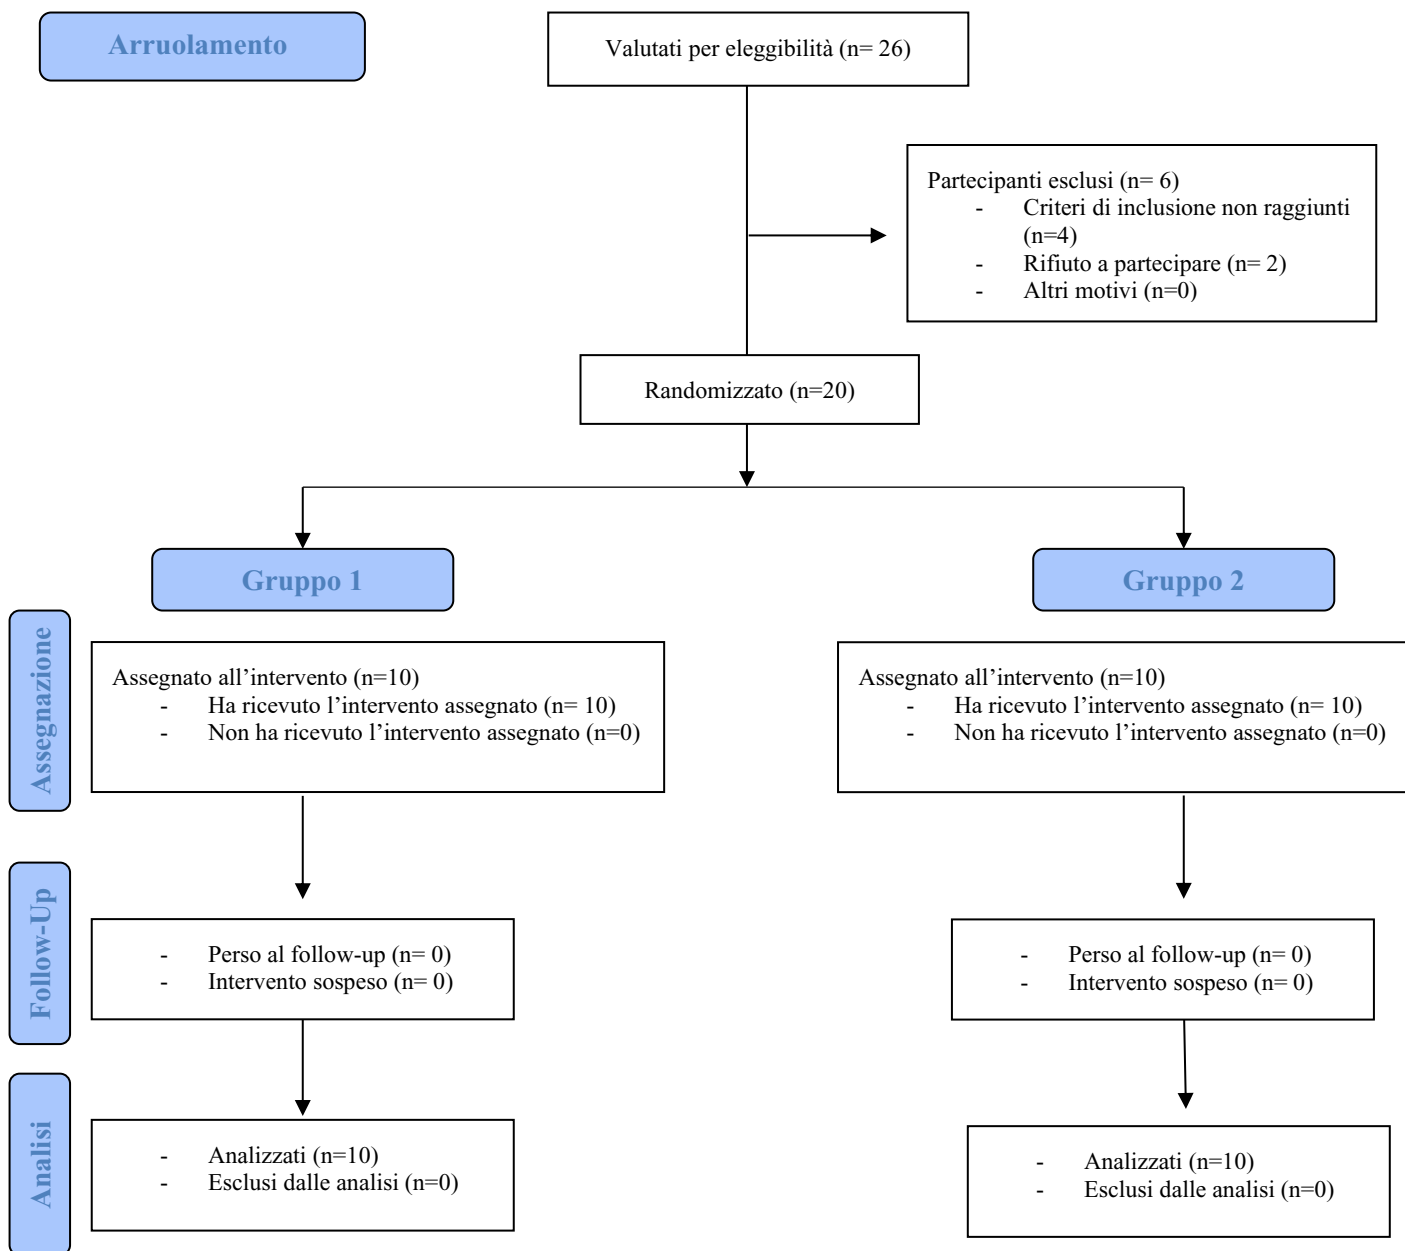 Arruolamento
Valutati per eleggibilità (n= 26)
Partecipanti esclusi (n= 6)
- Criteri di inclusione non raggiunti
(n=4)
- Rifiuto a partecipare (n= 2)
- Altri motivi (n=0)
Randomizzato (n=20)
Gruppo 1
Gruppo 2
Assegnazione
Assegnato all’intervento (n=10)
- Ha ricevuto l’intervento assegnato (n= 10)
- Non ha ricevuto l’intervento assegnato (n=0)
Assegnato all’intervento (n=10)
- Ha ricevuto l’intervento assegnato (n= 10)
- Non ha ricevuto l’intervento assegnato (n=0)
Follow-Up
- Perso al follow-up (n= 0)
- Intervento sospeso (n= 0)
- Perso al follow-up (n= 0)
- Intervento sospeso (n= 0)
Analisi
- Analizzati (n=10)
- Esclusi dalle analisi (n=0)
- Analizzati (n=10)
- Esclusi dalle analisi (n=0)